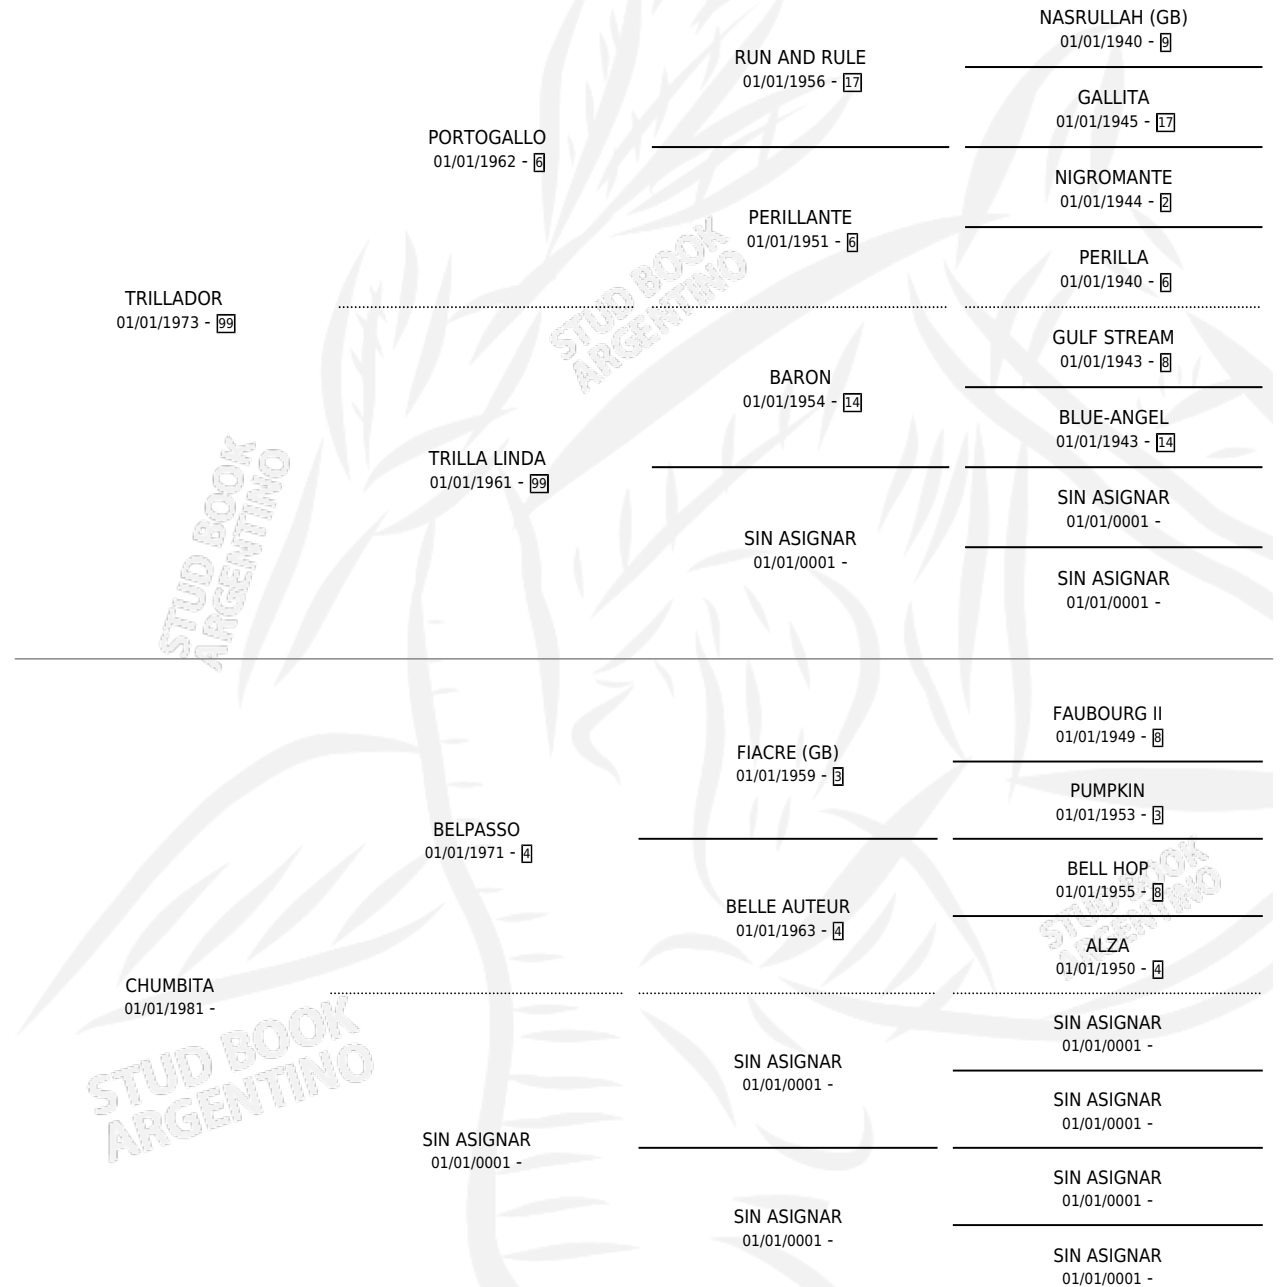 NASRULLAH (GB)
01/01/1940 - 9
RUN AND RULE
01/01/1956 - 17
GALLITA
01/01/1945 - 17
PORTOGALLO
01/01/1962 - 6
NIGROMANTE
01/01/1944 - 2
PERILLANTE
01/01/1951 - 6
PERILLA
01/01/1940 - 6
TRILLADOR
01/01/1973 - 99
GULF STREAM
01/01/1943 - 8
BARON
01/01/1954 - 14
BLUE-ANGEL
01/01/1943 - 14
TRILLA LINDA
01/01/1961 - 99
SIN ASIGNAR
01/01/0001 -
SIN ASIGNAR
01/01/0001 -
SIN ASIGNAR
01/01/0001 -
FAUBOURG II
01/01/1949 - 8
FIACRE (GB)
01/01/1959 - 3
PUMPKIN
01/01/1953 - 3
BELPASSO
01/01/1971 - 4
BELL HOP
01/01/1955 - 8
BELLE AUTEUR
01/01/1963 - 4
ALZA
01/01/1950 - 4
CHUMBITA
01/01/1981 -
SIN ASIGNAR
01/01/0001 -
SIN ASIGNAR
01/01/0001 -
SIN ASIGNAR
01/01/0001 -
SIN ASIGNAR
01/01/0001 -
SIN ASIGNAR
01/01/0001 -
SIN ASIGNAR
01/01/0001 -
SIN ASIGNAR
01/01/0001 -
STUD BOOK
ARGENTINO
STUD BOOK
ARGENTINO
STUD BOOK
ARGENTINO
STUD BOOK
ARGENTINO